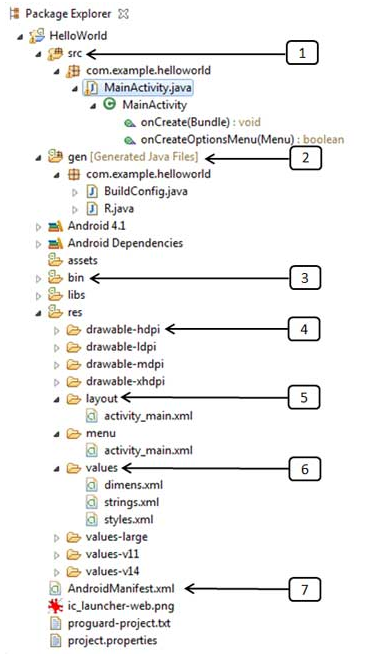 Package Explorer
HelloWorld
src
1
com.example.helloworld
MainActivity.java
MainActivity
onCreate(Bundle) : void
onCreateOptionsMenu(Menu) : boolean
gen [Generated Java Files]
2
com.example.helloworld
BuildConfig.java
R.java
Android 4.1
Android Dependencies
assets
bin
3
libs
res
drawable-hdpi
4
drawable-ldpi
drawable-mdpi
drawable-xhdpi
layout
5
activity_main.xml
menu
activity_main.xml
values
6
dimens.xml
strings.xml
styles.xml
values-large
values-v11
values-v14
AndroidManifest.xml
7
ic_launcher-web.png
proguard-project.txt
project.properties